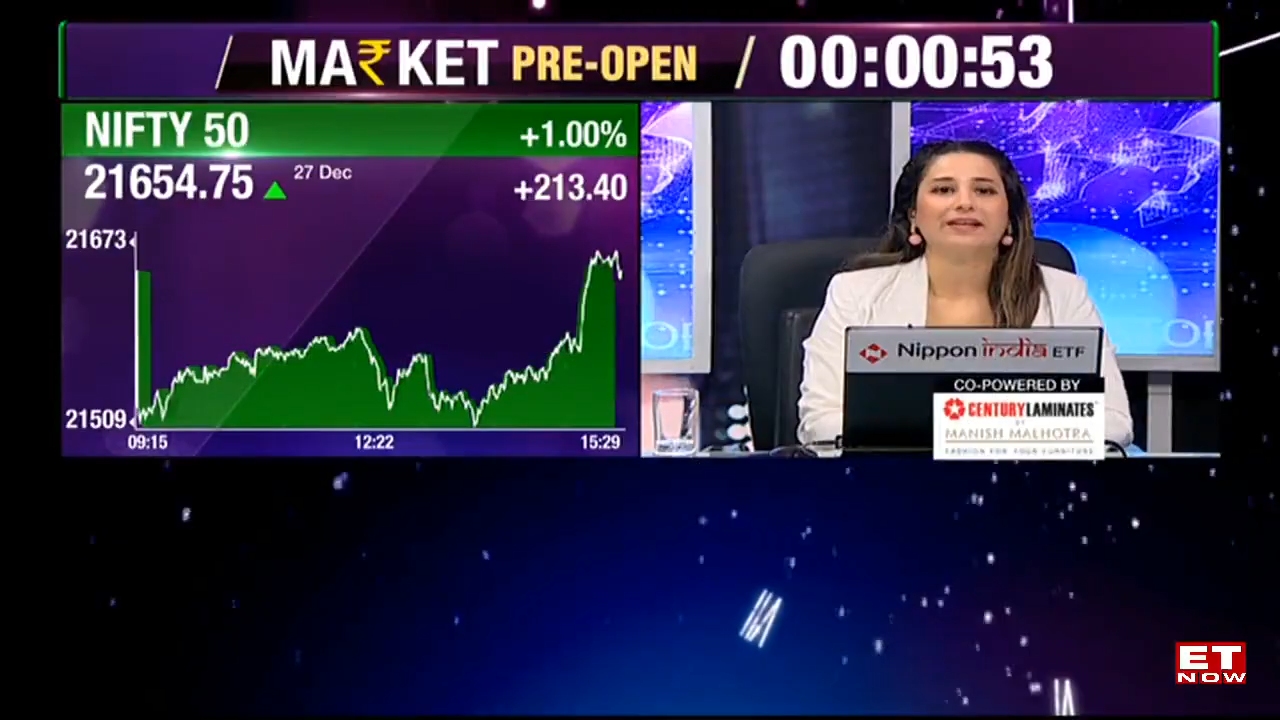 MA₹KET PRE-OPEN / 00:00:53
NIFTY 50 +1.00%
21654.75 27 Dec +213.40
21673
21509
09:15 12:22 15:29
Nippon india ETF
CO-POWERED BY
CENTURYLAMINATES
BY
MANISH MALHOTRA
FASHION FOR YOUR FURNITURE
ET
NOW